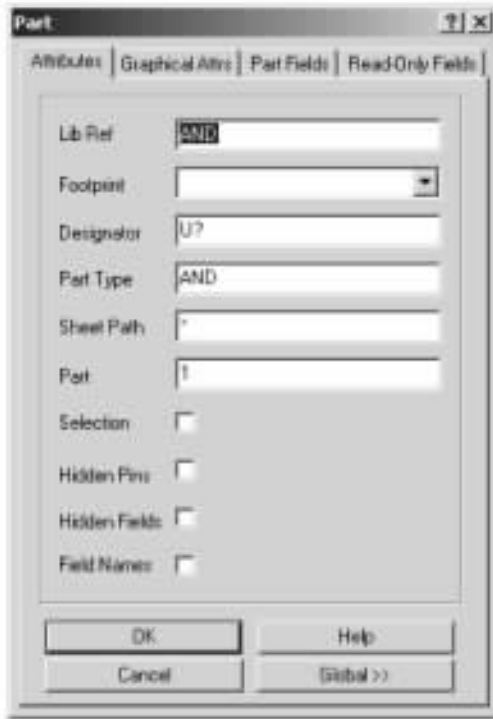 Part
Attributes Graphical Attrs Part Fields Read-Only Fields
Lib Ref AND
Footprint
Designator U?
Part Type AND
Sheet Path *
Part 1
Selection
Hidden Pins
Hidden Fields
Field Names
OK Help
Cancel Global >>